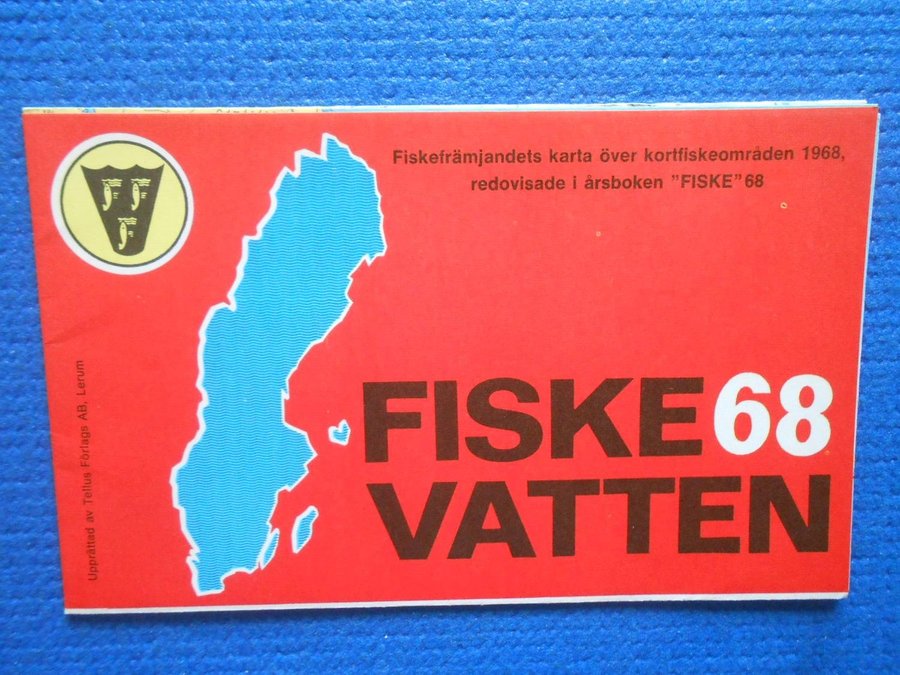 Fiskefrämjandets karta över kortfiskeområden 1968,
redovisade i årsboken "FISKE" 68
FISKE 68
VATTEN
Upprättad av Tellus Förlags AB, Lerum